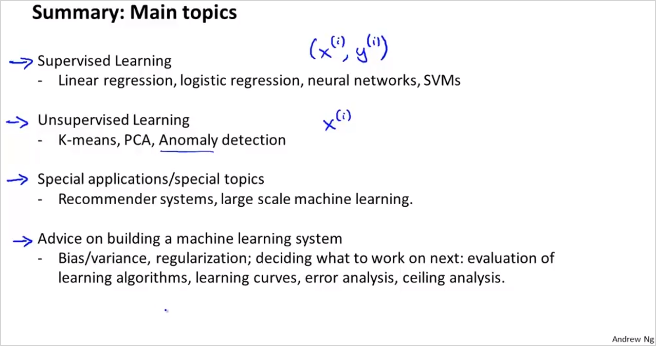 Summary: Main topics
Supervised Learning (x^(i), y^(i))
- Linear regression, logistic regression, neural networks, SVMs
Unsupervised Learning x^(i)
- K-means, PCA, Anomaly detection
Special applications/special topics
- Recommender systems, large scale machine learning.
Advice on building a machine learning system
- Bias/variance, regularization; deciding what to work on next: evaluation of
learning algorithms, learning curves, error analysis, ceiling analysis.
Andrew Ng